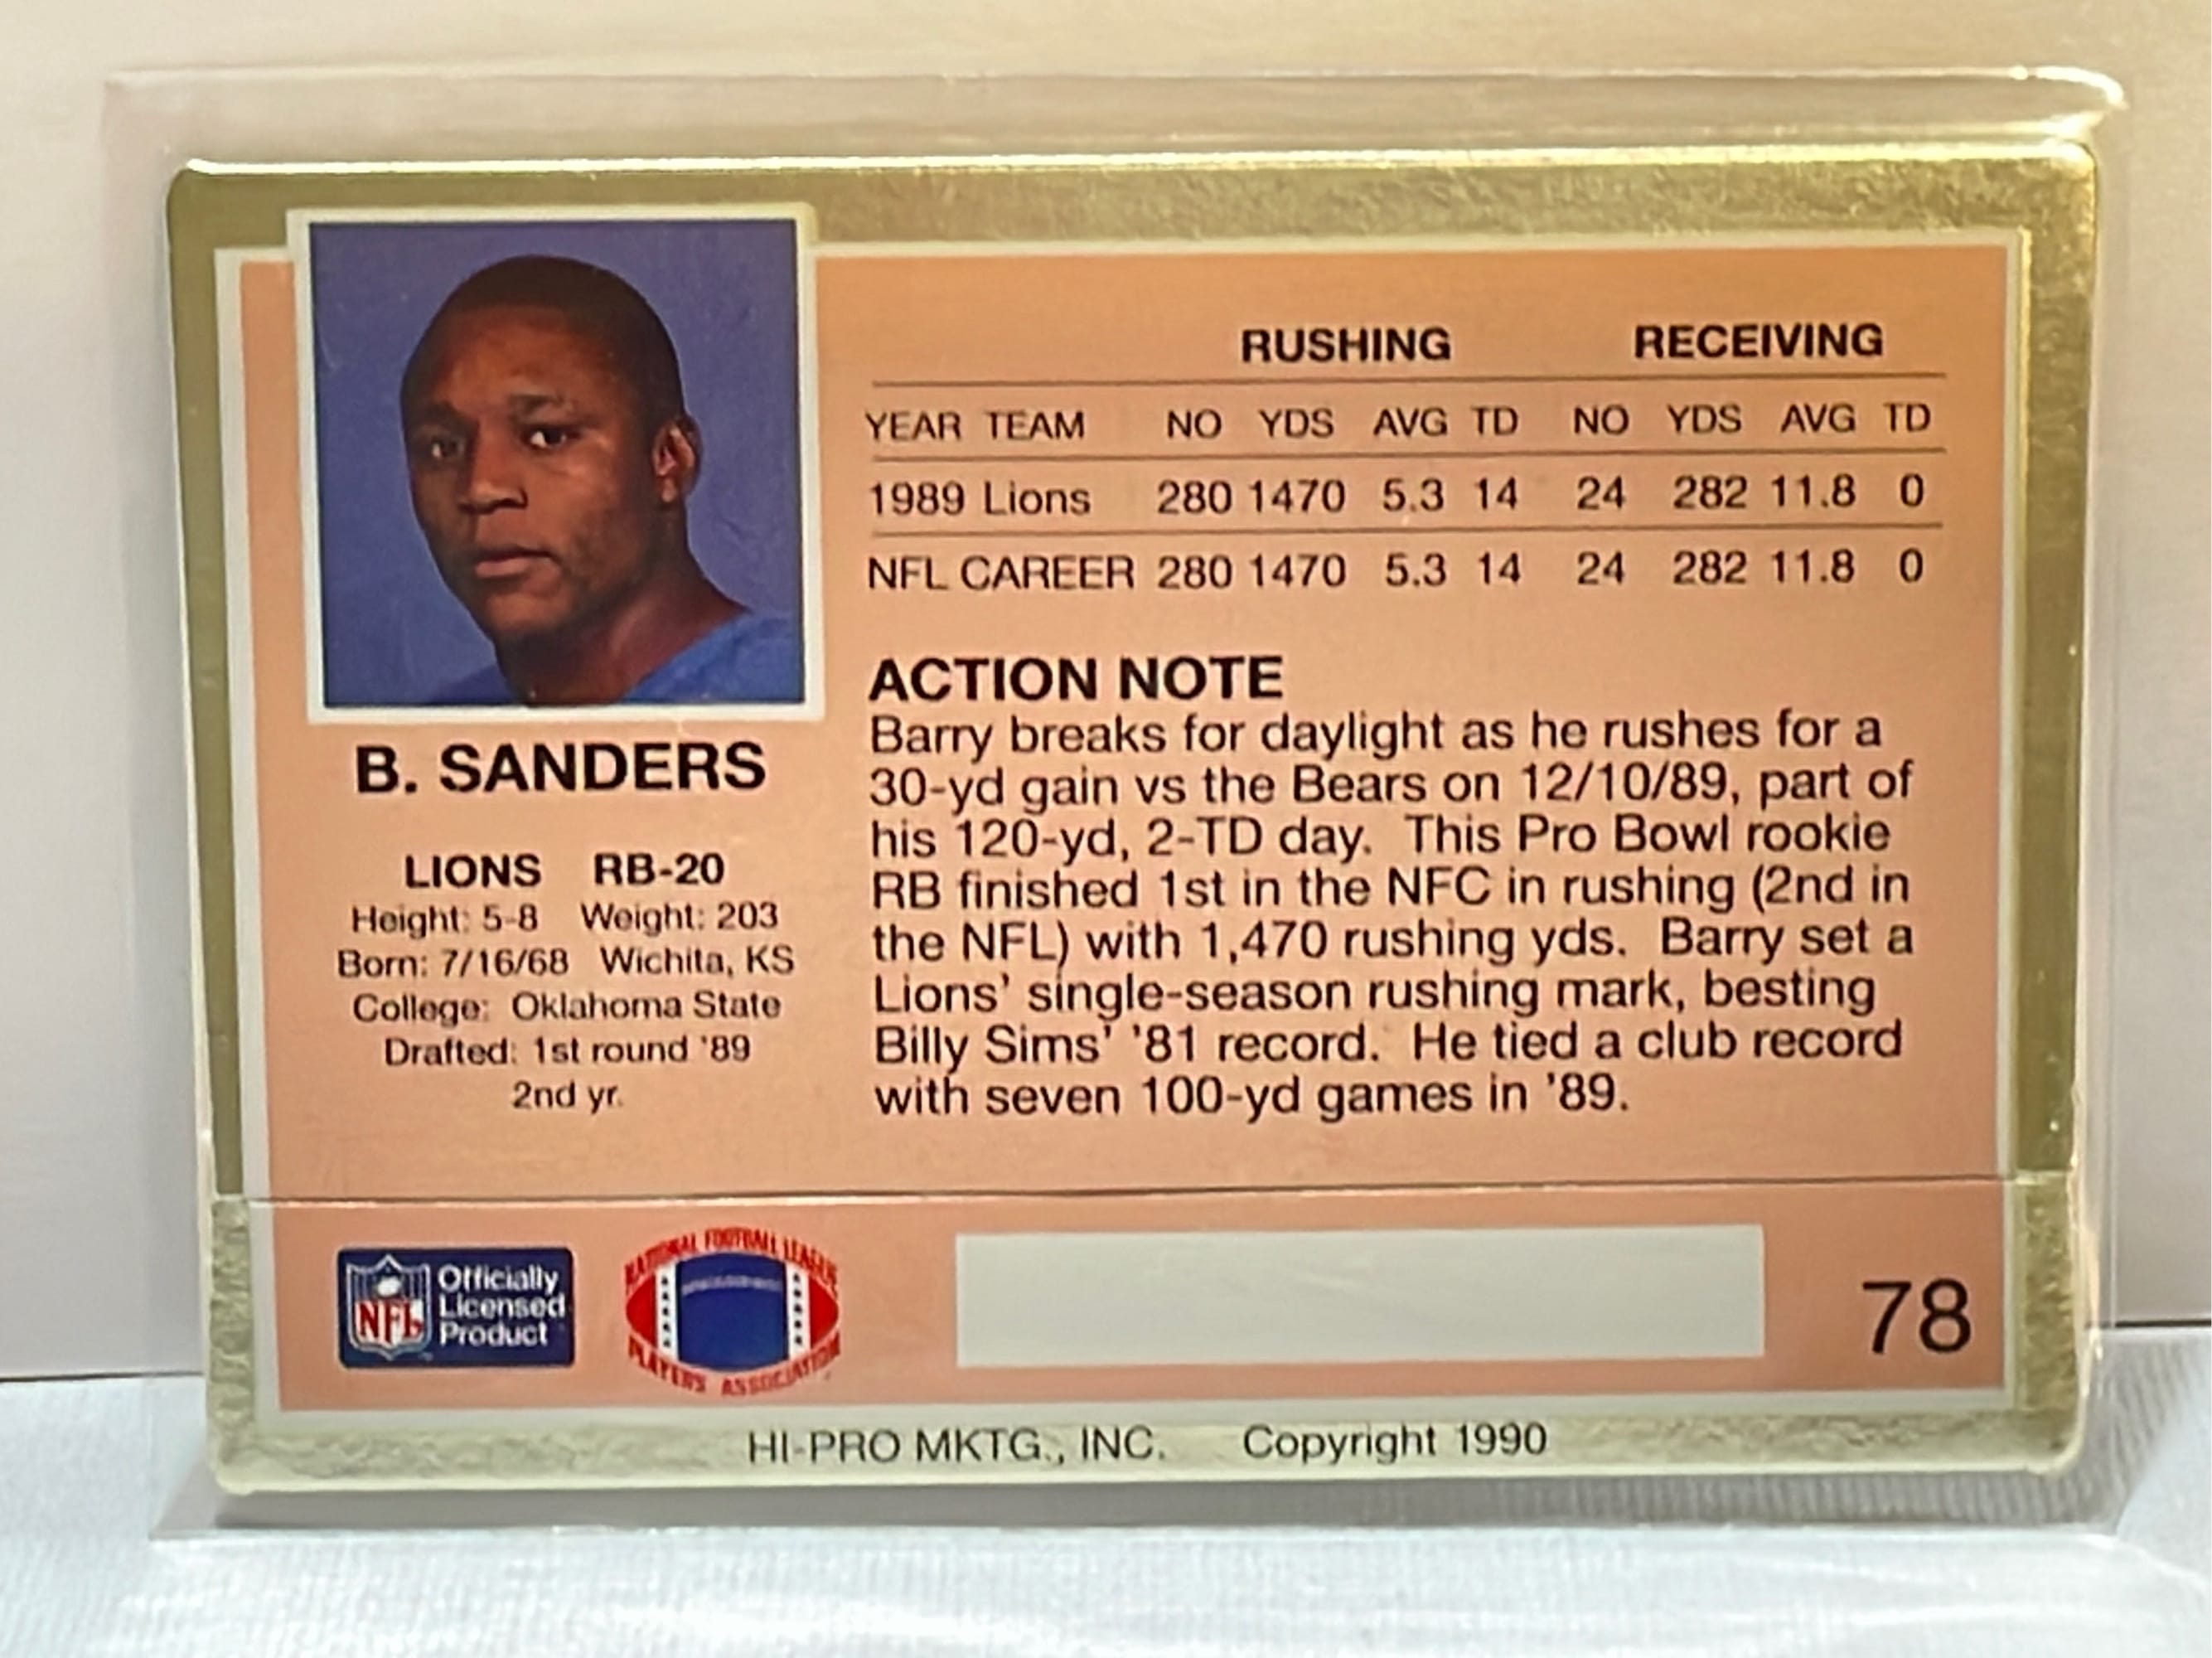 RUSHING RECEIVING
YEAR TEAM NO YDS AVG TD NO YDS AVG TD
1989 Lions 280 1470 5.3 14 24 282 11.8 0
NFL CAREER 280 1470 5.3 14 24 282 11.8 0
ACTION NOTE
Barry breaks for daylight as he rushes for a
30-yd gain vs the Bears on 12/10/89, part of
his 120-yd, 2-TD day. This Pro Bowl rookie
RB finished 1st in the NFC in rushing (2nd in
the NFL) with 1,470 rushing yds. Barry set a
Lions' single-season rushing mark, besting
Billy Sims' '81 record. He tied a club record
with seven 100-yd games in '89.
B. SANDERS
LIONS RB-20
Height: 5-8 Weight: 203
Born: 7/16/68 Wichita, KS
College: Oklahoma State
Drafted: 1st round '89
2nd yr.
NFL
Officially
Licensed
Product
NATIONAL FOOTBALL LEAGUE
PLAYERS ASSOCIATION
78
HI-PRO MKTG., INC. Copyright 1990